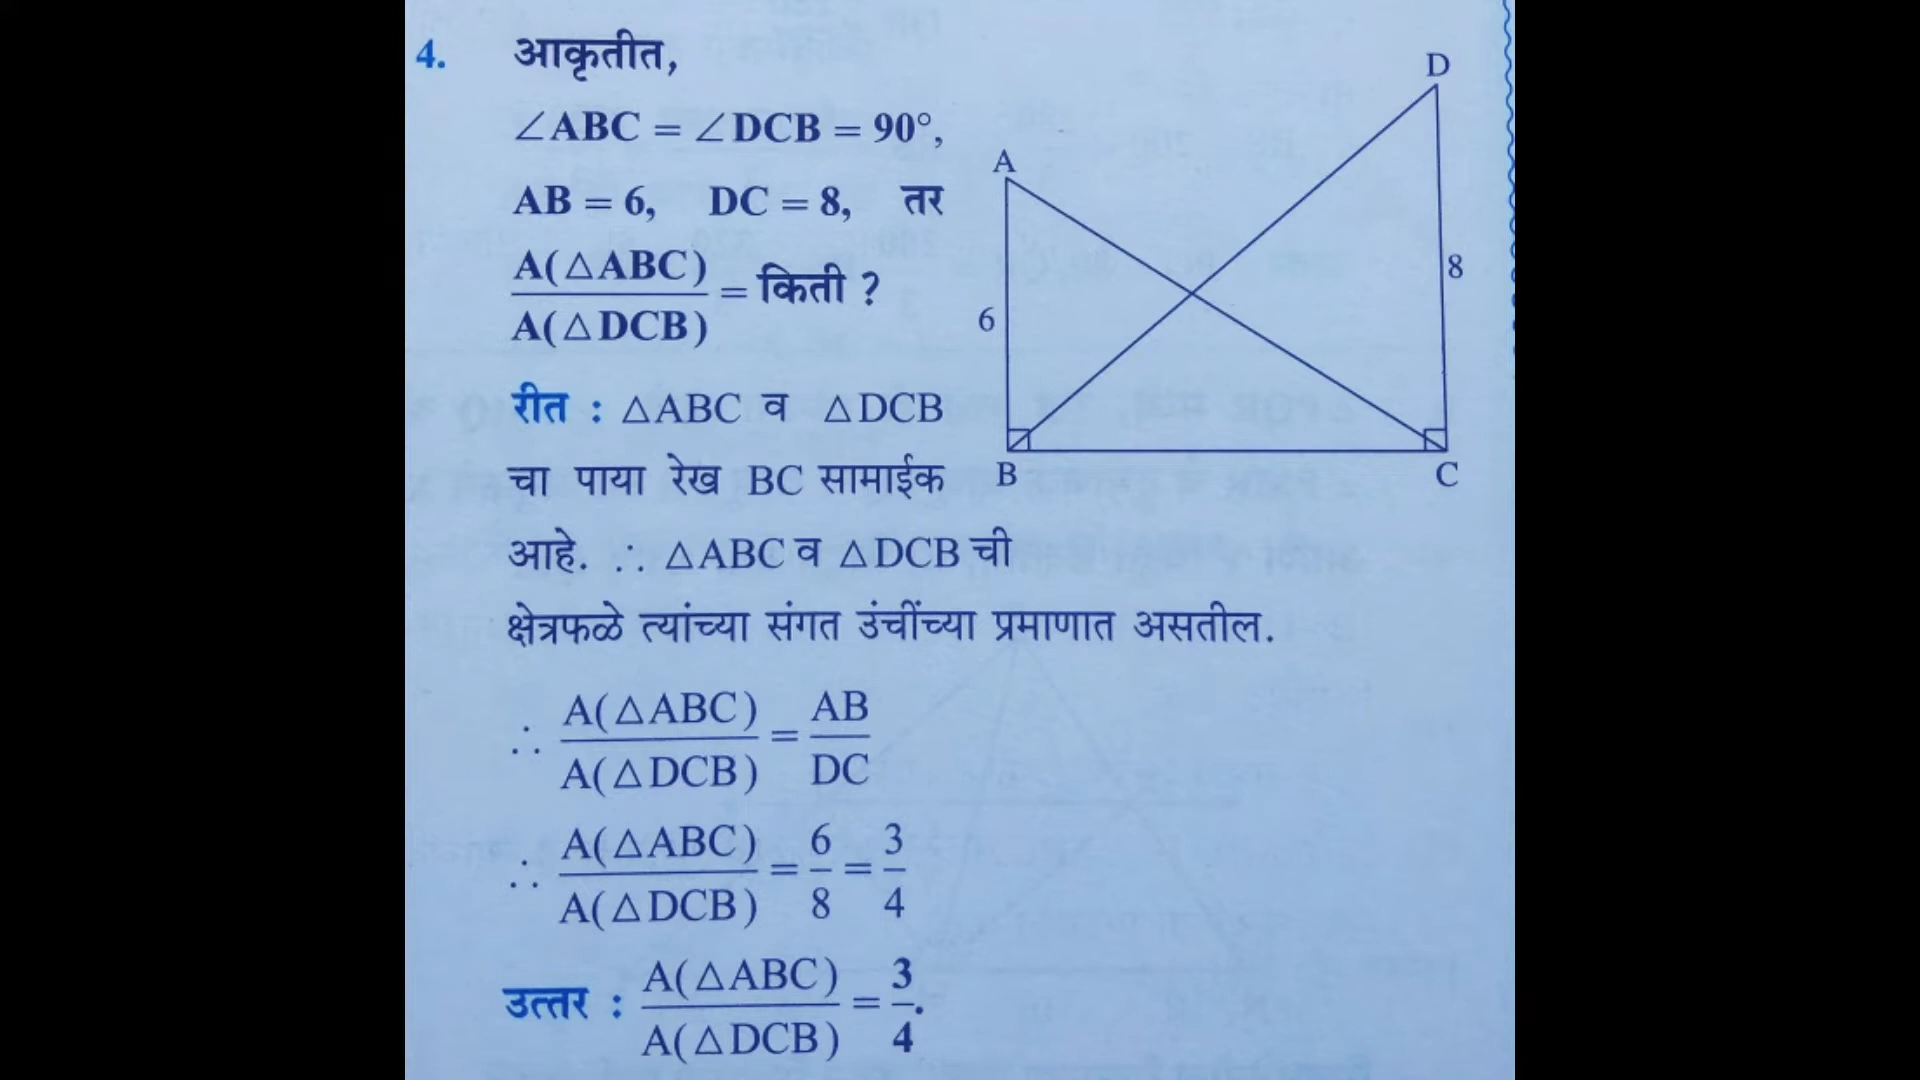 4. आकृतीत,
∠ABC = ∠DCB = 90°,
AB = 6, DC = 8, तर
A(△ABC)
A(△DCB) = किती ?
रीत : △ABC व △DCB
चा पाया रेख BC सामाईक
आहे. ∴ △ABC व △DCB ची
क्षेत्रफळे त्यांच्या संगत उंचींच्या प्रमाणात असतील.
∴ A(△ABC)/A(△DCB) = AB/DC
∴ A(△ABC)/A(△DCB) = 6/8 = 3/4
उत्तर : A(△ABC)/A(△DCB) = 3/4.
D
A
8
6
B
C